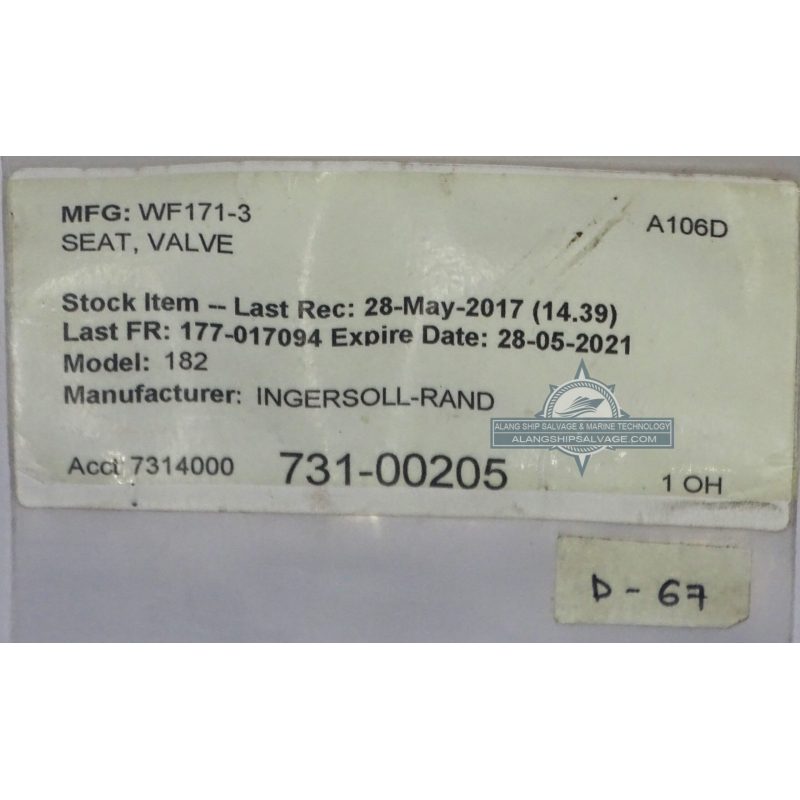 MFG: WF171-3
A106D
SEAT, VALVE
Stock Item -- Last Rec: 28-May-2017 (14.39)
Last FR: 177-017094 Expire Date: 28-05-2021
Model: 182
Manufacturer: INGERSOLL-RAND
ALANG SHIP SALVAGE & MARINE TECHNOLOGY
ALANGSHIPSALVAGE.COM
Acct 7314000
731-00205
1 OH
D - 67